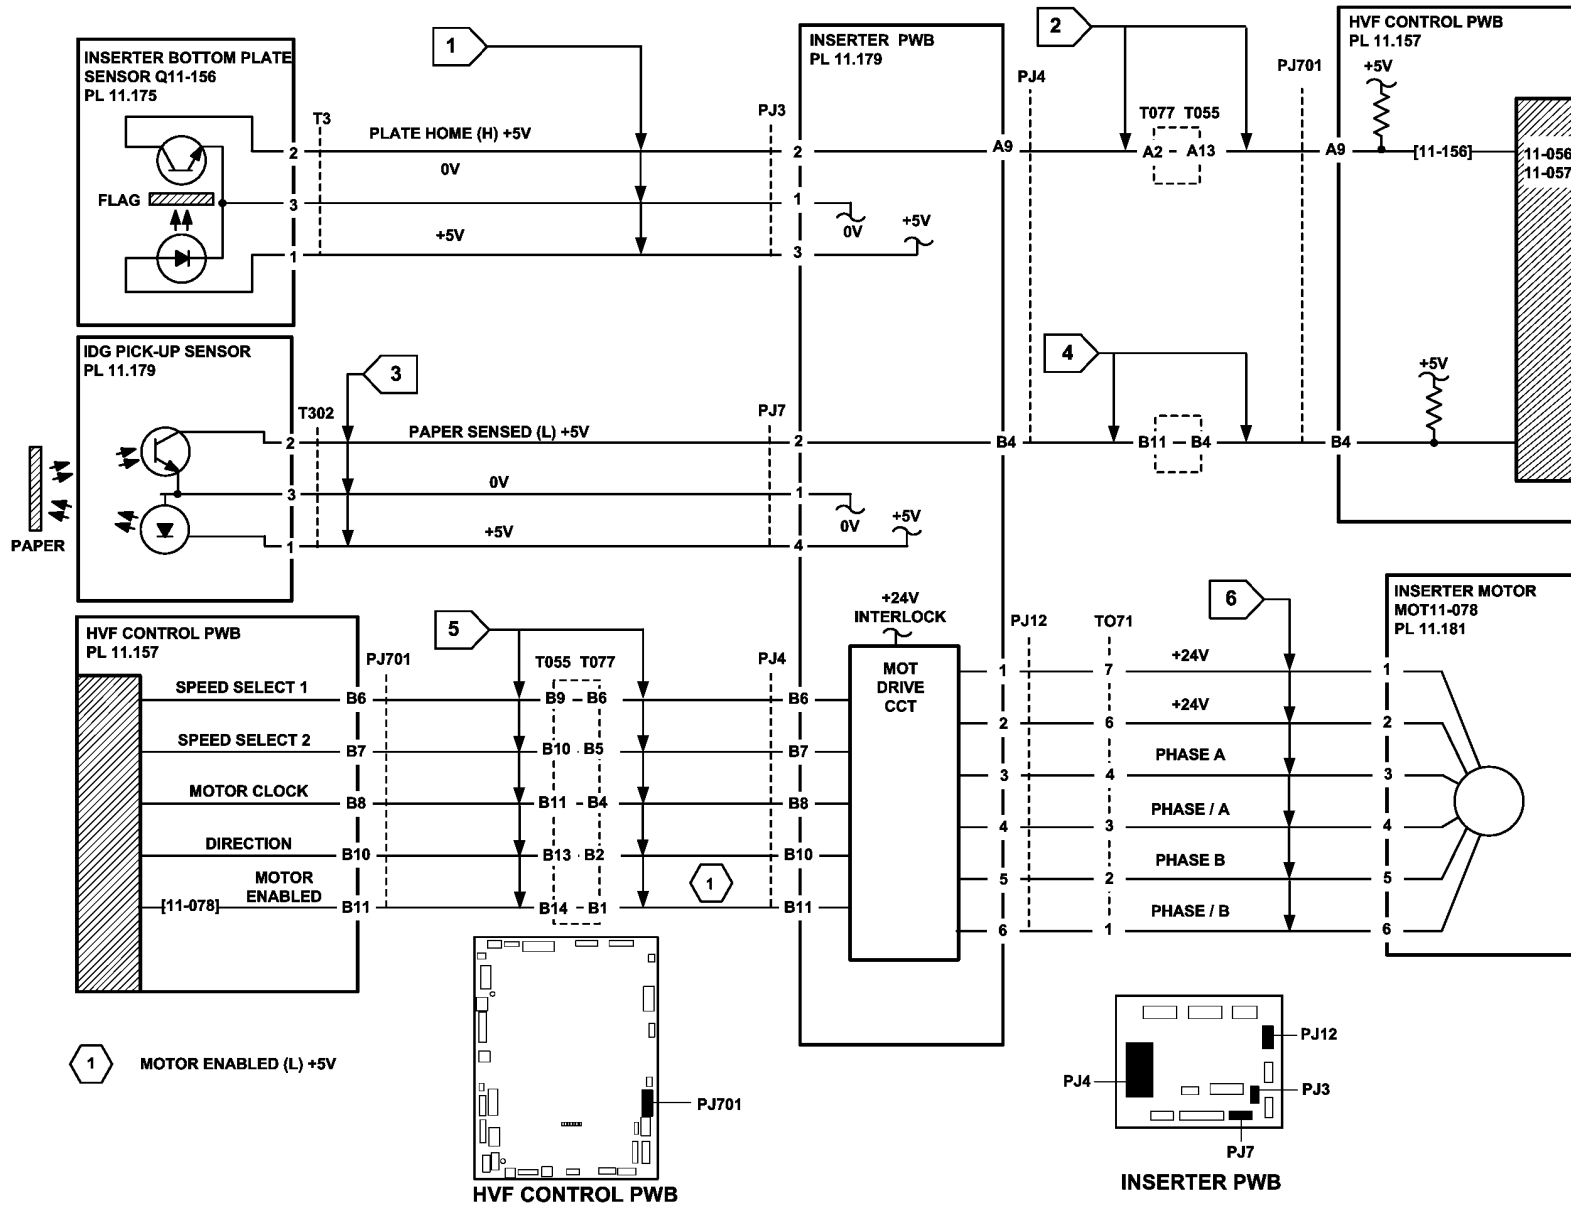 INSERTER BOTTOM PLATE
SENSOR Q11-156
PL 11.175
FLAG
2
3
1
T3
1
PLATE HOME (H) +5V
0V
+5V
PJ3
2
1
3
INSERTER PWB
PL 11.179
0V
+5V
A9
PJ4
2
T077 T055
A2 A13
PJ701
A9
HVF CONTROL PWB
PL 11.157
+5V
[11-156]
11-056
11-057
IDG PICK-UP SENSOR
PL 11.179
PAPER
2
3
1
T302
3
PAPER SENSED (L) +5V
0V
+5V
PJ7
2
1
4
0V
+5V
B4
4
B11 B4
B4
+5V
HVF CONTROL PWB
PL 11.157
SPEED SELECT 1
SPEED SELECT 2
MOTOR CLOCK
DIRECTION
MOTOR
ENABLED
[11-078]
B6
B7
B8
B10
B11
PJ701
5
T055 T077
B9 B6
B10 B5
B11 B4
B13 B2
B14 B1
1
PJ4
B6
B7
B8
B10
B11
+24V
INTERLOCK
MOT
DRIVE
CCT
1
2
3
4
5
6
PJ12
TO71
7
6
4
3
2
1
+24V
+24V
PHASE A
PHASE / A
PHASE B
PHASE / B
6
1
2
3
4
5
6
INSERTER MOTOR
MOT11-078
PL 11.181
1
MOTOR ENABLED (L) +5V
PJ701
HVF CONTROL PWB
PJ12
PJ4
PJ3
PJ7
INSERTER PWB